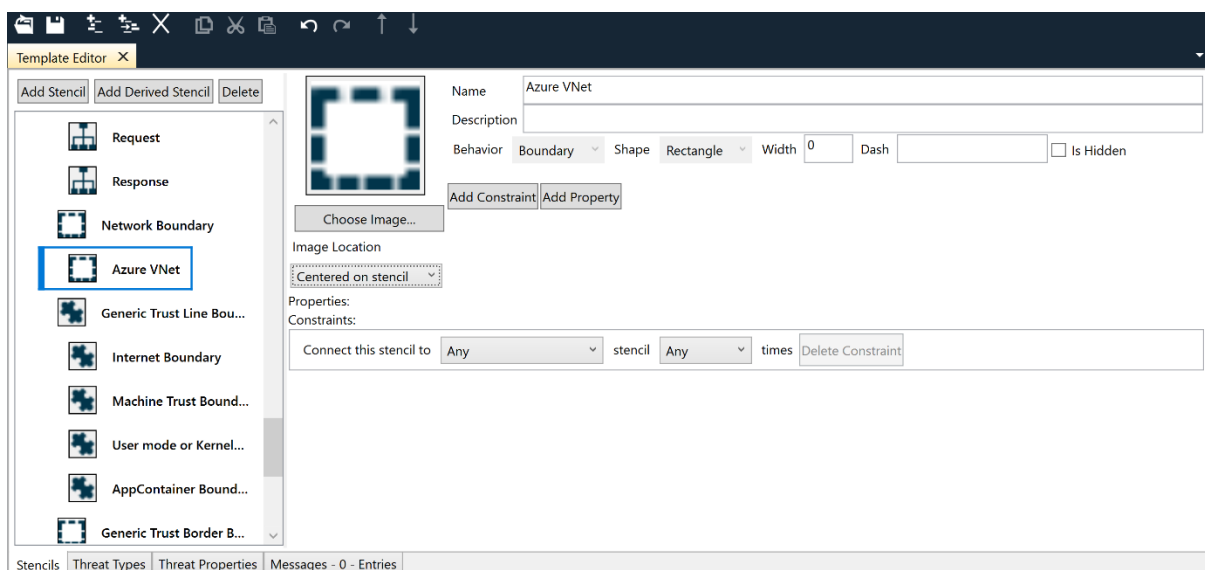 Template Editor
Add Stencil Add Derived Stencil Delete
Request
Response
Network Boundary
Azure VNet
Generic Trust Line Bou...
Internet Boundary
Machine Trust Bound...
User mode or Kernel...
AppContainer Bound...
Generic Trust Border B...
Choose Image...
Image Location
Centered on stencil
Name Azure VNet
Description
Behavior Boundary Shape Rectangle Width 0 Dash Is Hidden
Add Constraint Add Property
Properties:
Constraints:
Connect this stencil to Any stencil Any times Delete Constraint
Stencils Threat Types Threat Properties Messages - 0 - Entries